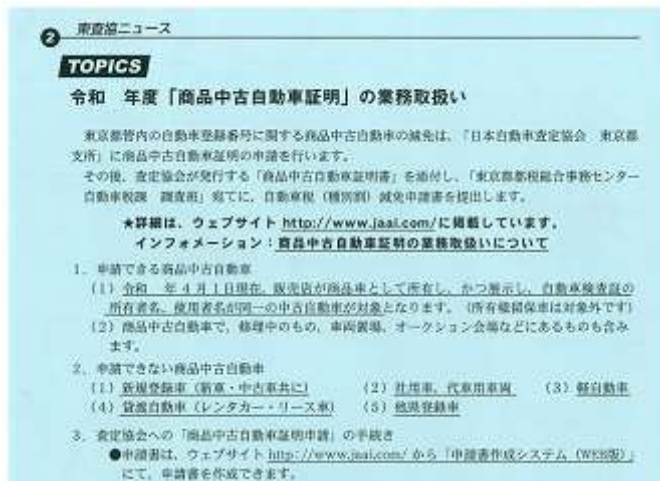 2 東査協ニュース
TOPICS
令和 年度「商品中古自動車証明」の業務取扱い
東京都管内の自動車登録番号に関する商品中古自動車の減免は、「日本自動車査定協会 東京都
支所」に商品中古自動車証明の申請を行います。
その後、査定協会が発行する「商品中古自動車証明書」を添付し、「東京都都税総合事務センター
自動車税課 調査班」宛てに、自動車税（種別割）減免申請書を提出します。
★詳細は、ウェブサイト http://www.jaai.com/に掲載しています。
インフォメーション：商品中古自動車証明の業務取扱いについて
1．申請できる商品中古自動車
（1）令和 年4月1日現在、販売店が商品車として所有し、かつ展示し、自動車検査証の
所有者名、使用者名が同一の中古自動車が対象となります。（所有権留保車は対象外です）
（2）商品中古自動車で、修理中のもの、車両置場、オークション会場などにあるものも含み
ます。
2．申請できない商品中古自動車
（1）新規登録車（新車・中古車共に） （2）社用車、代車用車両 （3）軽自動車
（4）貸渡自動車（レンタカー・リース車） （5）他県登録車
3．査定協会への「商品中古自動車証明申請」の手続き
●申請書は、ウェブサイト http://www.jaai.com/ から「申請書作成システム（WEB版）」
にて、申請書を作成できます。